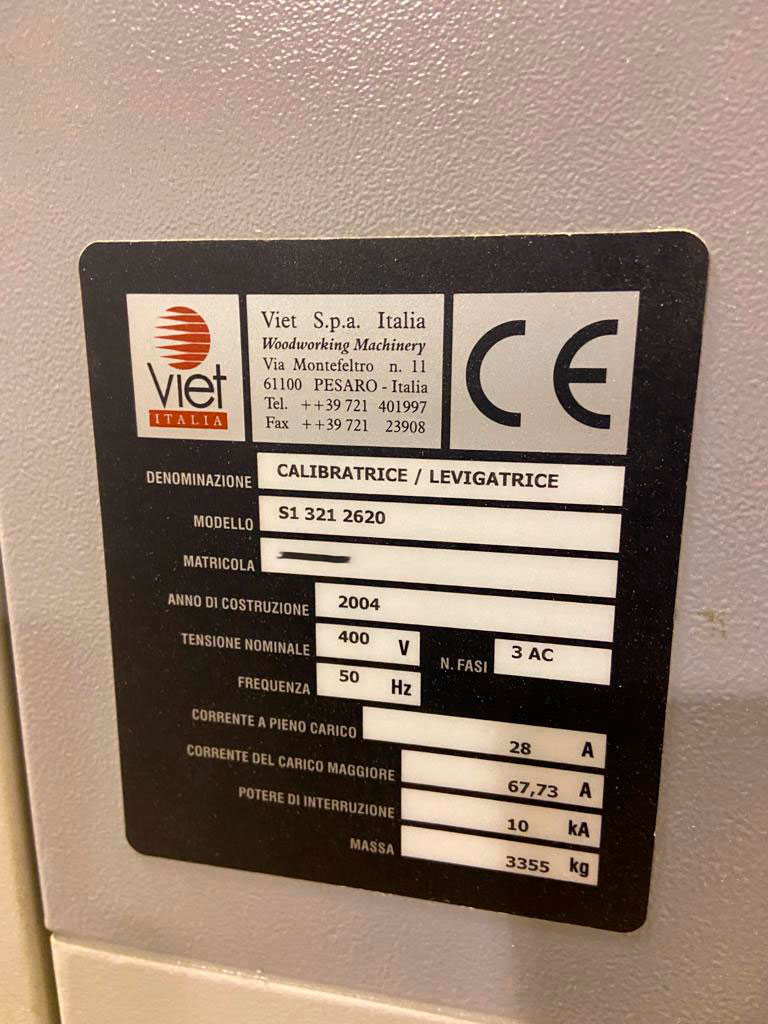 Viet
ITALIA
Viet S.p.a. Italia
Woodworking Machinery
Via Montefeltro n. 11
61100 PESARO - Italia
Tel. ++39 721 401997
Fax ++39 721 23908
CE
DENOMINAZIONE CALIBRATRICE / LEVIGATRICE
MODELLO S1 321 2620
MATRICOLA
ANNO DI COSTRUZIONE 2004
TENSIONE NOMINALE 400 V N. FASI 3 AC
FREQUENZA 50 Hz
CORRENTE A PIENO CARICO 28 A
CORRENTE DEL CARICO MAGGIORE 67,73 A
POTERE DI INTERRUZIONE 10 kA
MASSA 3355 kg